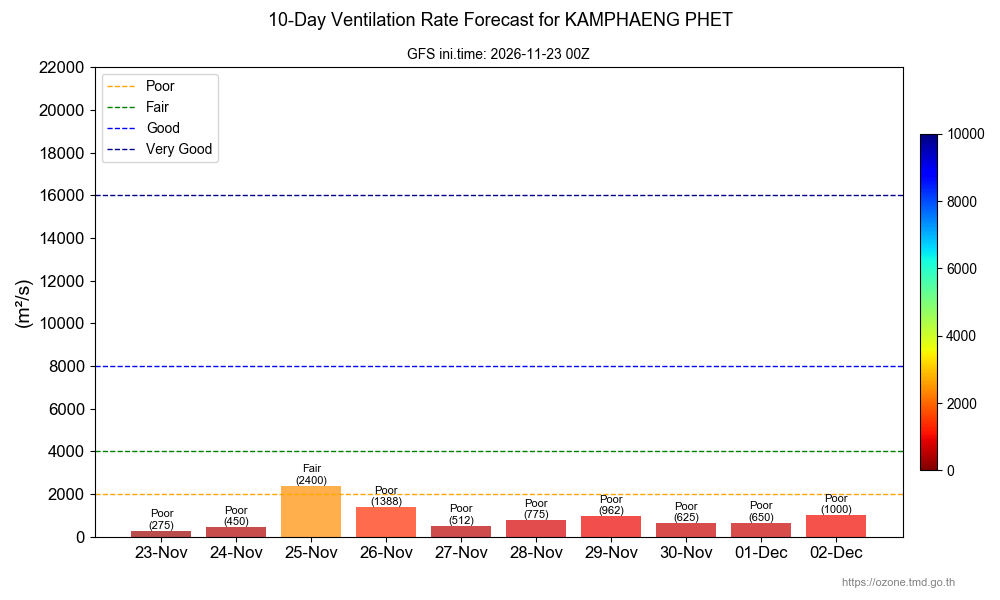 10-Day Ventilation Rate Forecast for KAMPHAENG PHET
GFS ini.time: 2026-11-23 00Z
22000
20000
18000
16000
14000
12000
10000
8000
6000
4000
2000
0
(m²/s)
Poor
Fair
Good
Very Good
Poor
(275)
Poor
(450)
Fair
(2400)
Poor
(1388)
Poor
(512)
Poor
(775)
Poor
(962)
Poor
(625)
Poor
(650)
Poor
(1000)
23-Nov 24-Nov 25-Nov 26-Nov 27-Nov 28-Nov 29-Nov 30-Nov 01-Dec 02-Dec
10000
8000
6000
4000
2000
0
https://ozone.tmd.go.th